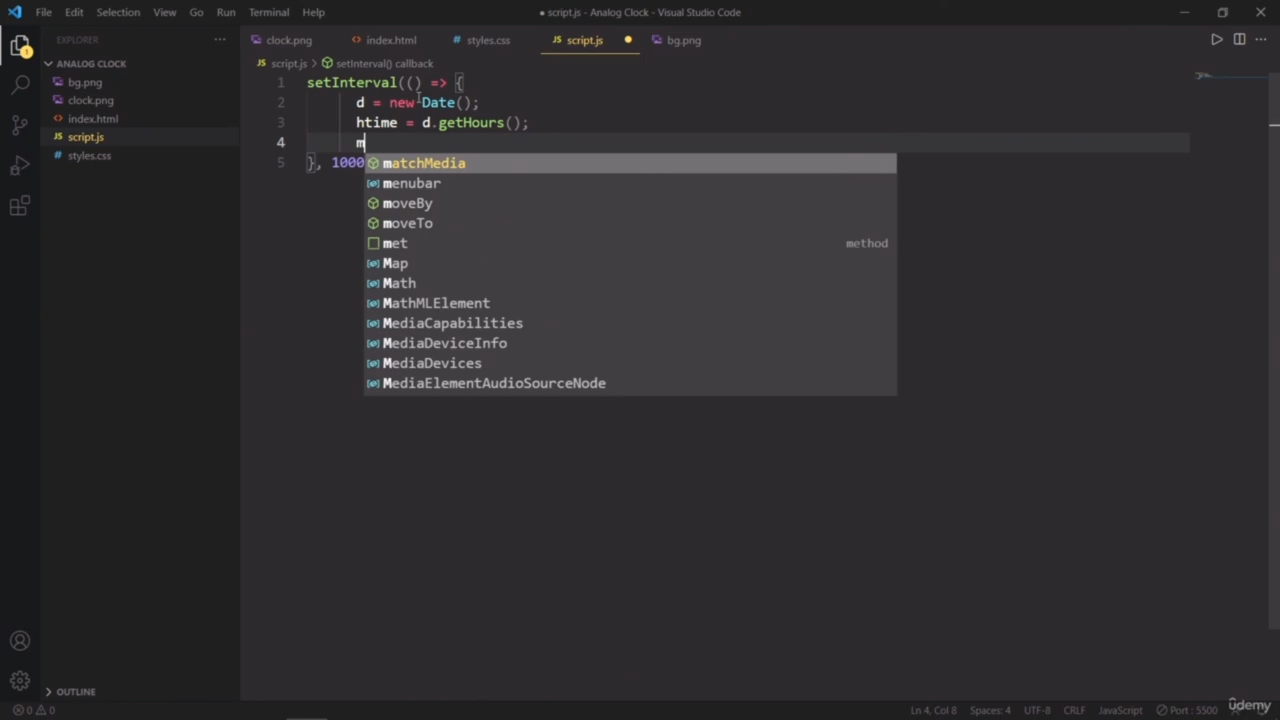 File Edit Selection View Go Run Terminal Help
● script.js - Analog Clock - Visual Studio Code
EXPLORER
clock.png
index.html
styles.css
script.js
bg.png
script.js > setInterval() callback
ANALOG CLOCK
bg.png
clock.png
index.html
script.js
styles.css
1 setInterval(() => {
2 d = new Date();
3 htime = d.getHours();
4 m
5 }, 1000
matchMedia
menubar
moveBy
moveTo
met method
Map
Math
MathMLElement
MediaCapabilities
MediaDeviceInfo
MediaDevices
MediaElementAudioSourceNode
1
OUTLINE
0 0
Ln 4, Col 8 Spaces: 4 UTF-8 CRLF JavaScript Port : 5500
udemy